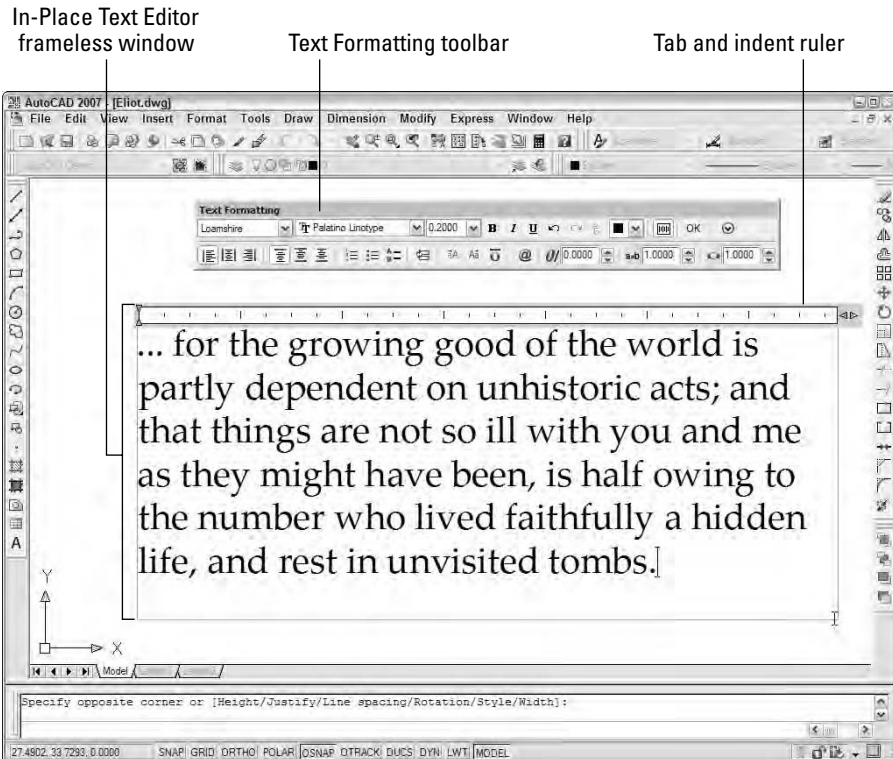 In-Place Text Editor
frameless window
Text Formatting toolbar
Tab and indent ruler
AutoCAD 2007 - [Eliot.dwg]
File Edit View Insert Format Tools Draw Dimension Modify Express Window Help
Text Formatting
Loamshire Palatino Linotype 0.2000 B I U OK
@ 0/ 0.0000 a•b 1.0000 1.0000
... for the growing good of the world is
partly dependent on unhistoric acts; and
that things are not so ill with you and me
as they might have been, is half owing to
the number who lived faithfully a hidden
life, and rest in unvisited tombs.
A
Y
X
Model
Specify opposite corner or [Height/Justify/Line spacing/Rotation/Style/Width]:
27.4902, 33.7293, 0.0000 SNAP GRID ORTHO POLAR OSNAP OTRACK DUCS DYN LWT MODEL